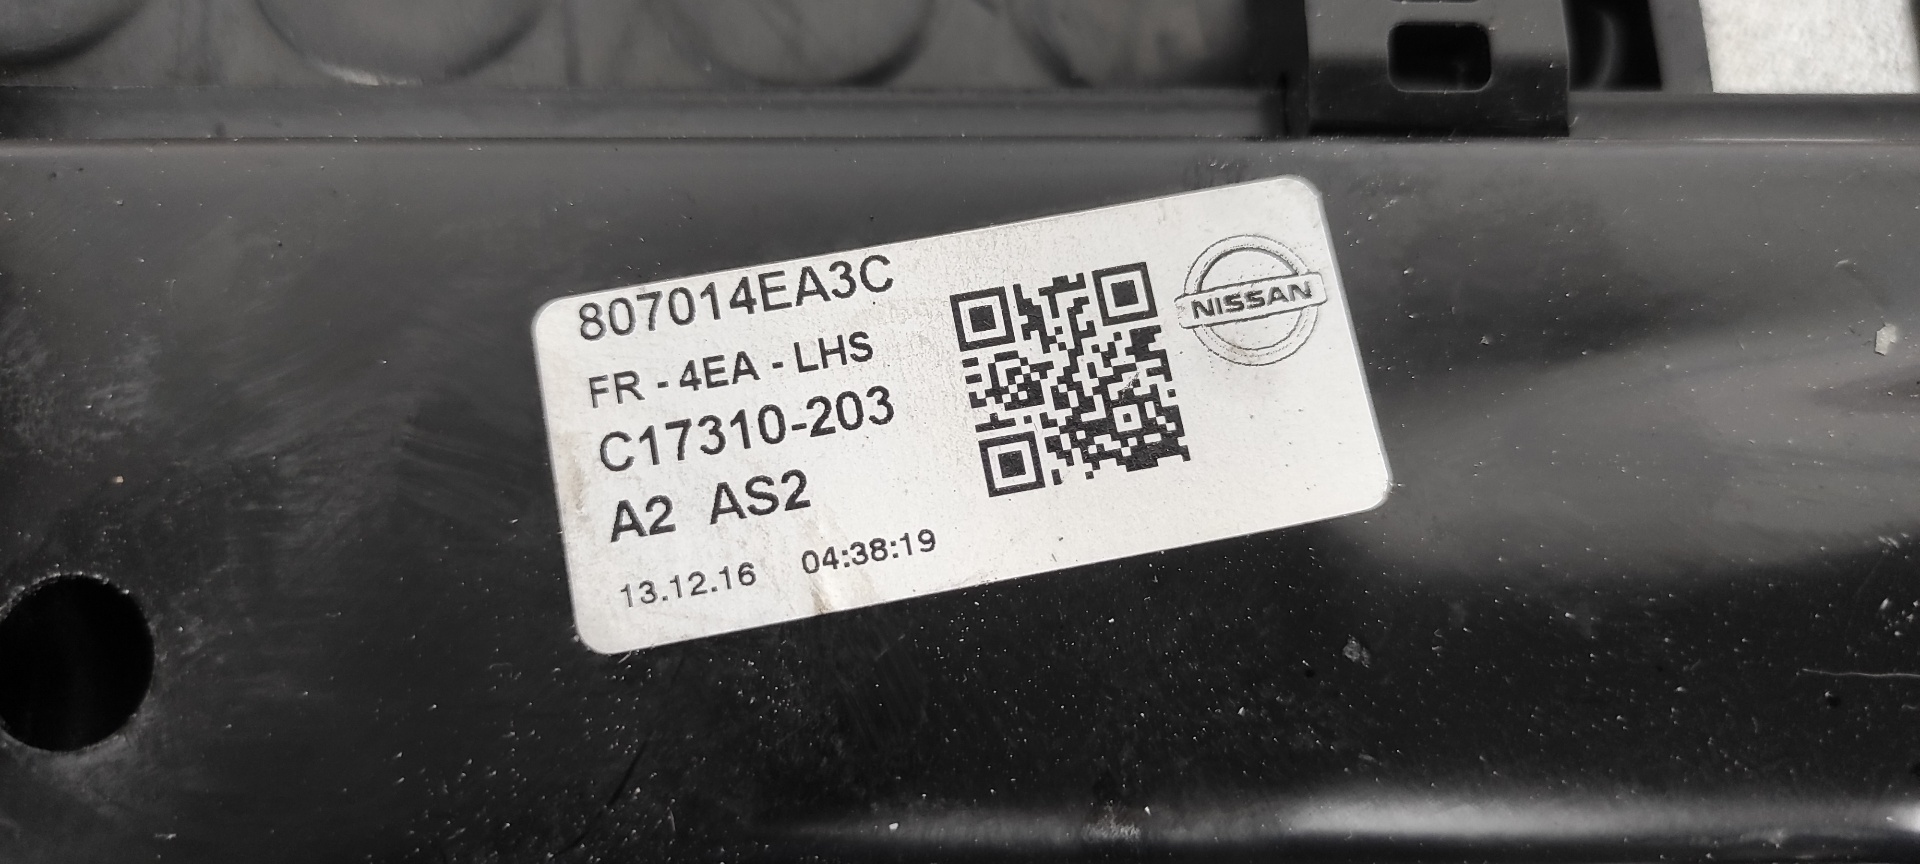 807014EA3C
FR - 4EA - LHS
C17310-203
A2 AS2
13.12.16 04:38:19
NISSAN